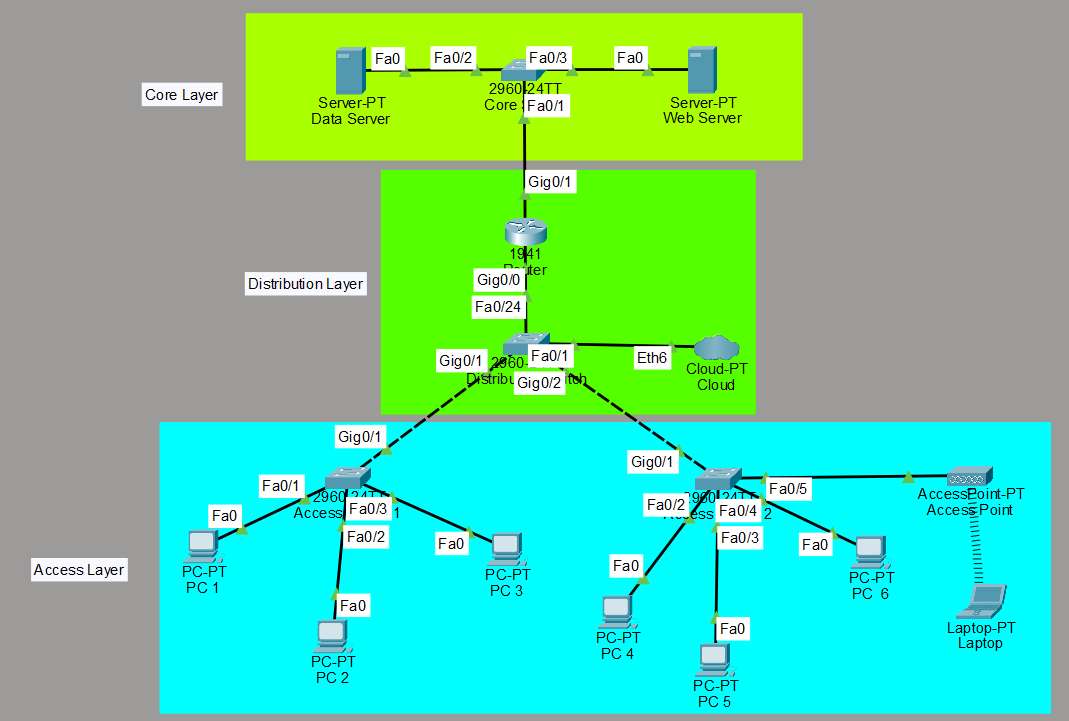 Fa0
Fa0/2
Fa0/3
Fa0
Core Layer
2960-24TT
Core
Fa0/1
Server-PT
Data Server
Server-PT
Web Server
Gig0/1
1941
Router
Distribution Layer
Gig0/0
Fa0/24
Gig0/1
Fa0/1
Gig0/2
Eth6
Cloud-PT
Cloud
Gig0/1
Gig0/1
Fa0/1
Fa0/3
Fa0/2
Fa0
Fa0
Fa0
Access
1
Fa0/2
Fa0/4
Fa0/5
Fa0/3
2
Fa0
Fa0
Fa0
Access Point-PT
Access Point
Access Layer
PC-PT
PC 1
PC-PT
PC 2
PC-PT
PC 3
PC-PT
PC 4
PC-PT
PC 5
PC-PT
PC 6
Laptop-PT
Laptop